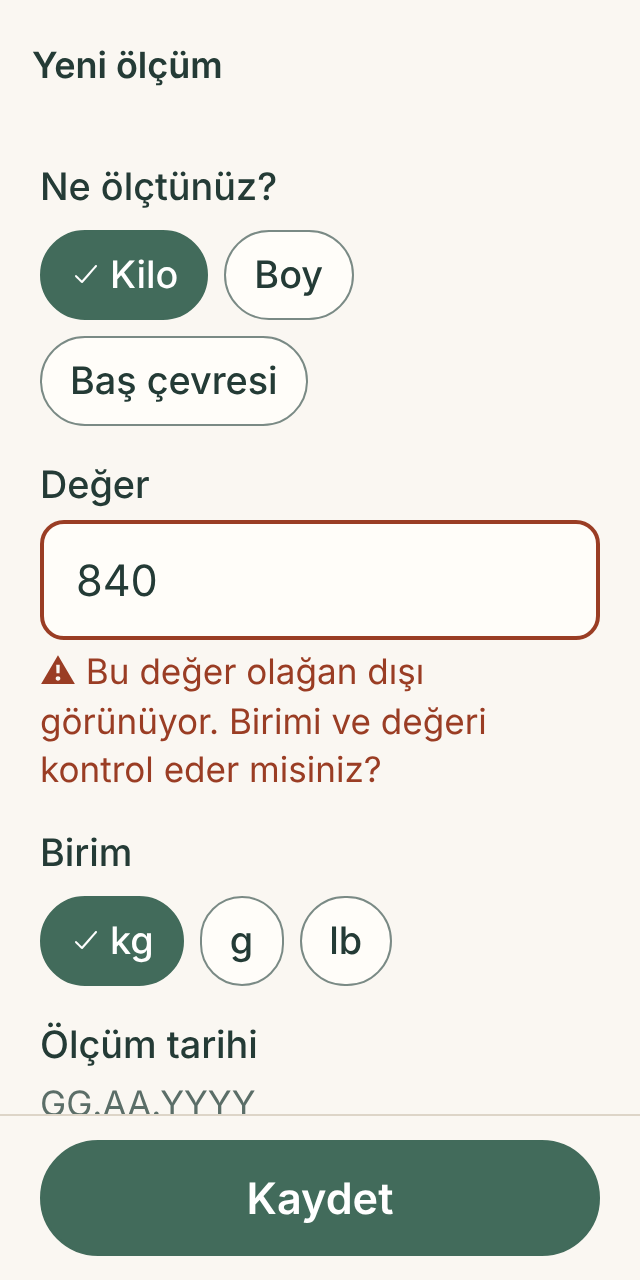 Yeni ölçüm
Ne ölçtünüz?
Kilo
Boy
Baş çevresi
Değer
840
Bu değer olağan dışı
görünüyor. Birimi ve değeri
kontrol eder misiniz?
Birim
kg
g
lb
Ölçüm tarihi
GG.AA.YYYY
Kaydet